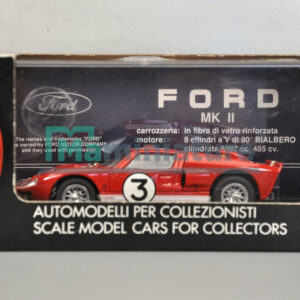 Ford
FORD
MK II
The names and trademarks "FORD"
are owned by FORD MOTOR COMPANY
and they used with permission.
carrozzeria: in fibra di vetro rinforzata
motore: 8 cilindri a V di 90° BIALBERO
cilindrata 6997 cc. 485 cv.
3
AUTOMODELLI PER COLLEZIONISTI
SCALE MODEL CARS FOR COLLECTORS